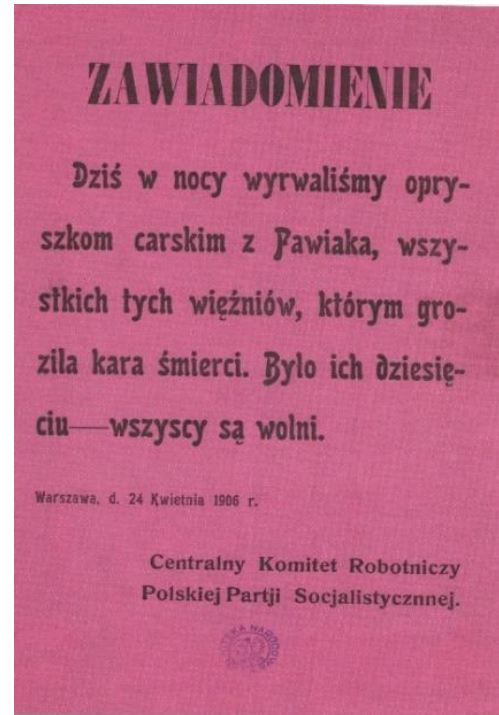 ZAWIADOMIENIE
Dziś w nocy wyrwaliśmy opry-
szkom carskim z Pawiaka, wszy-
stkich tych więźniów, którym gro-
ziła kara śmierci. Było ich dziesię-
ciu—wszyscy są wolni.
Warszawa, d. 24 Kwietnia 1906 r.
Centralny Komitet Robotniczy
Polskiej Partji Socjalistycznnej.